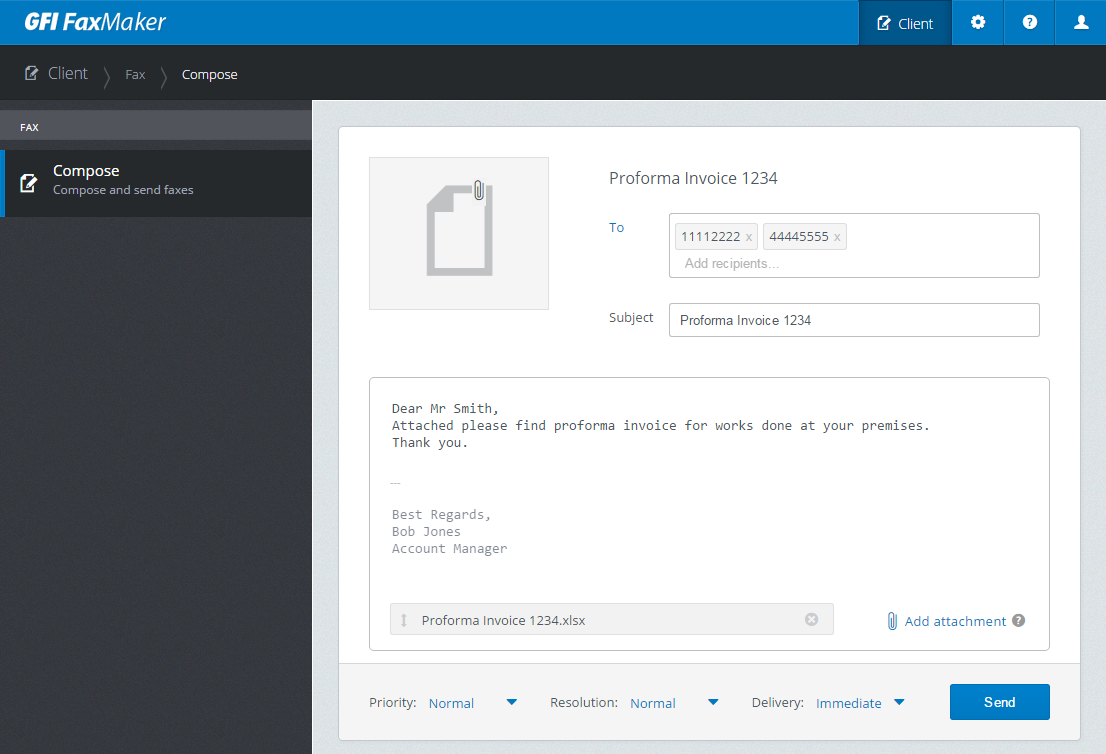 GFI FaxMaker
Client
Client
Fax
Compose
FAX
Compose
Compose and send faxes
Proforma Invoice 1234
To
11112222 x 44445555 x
Add recipients...
Subject
Proforma Invoice 1234
Dear Mr Smith,
Attached please find proforma invoice for works done at your premises.
Thank you.
---
Best Regards,
Bob Jones
Account Manager
Proforma Invoice 1234.xlsx
Add attachment ?
Priority: Normal Resolution: Normal Delivery: Immediate Send